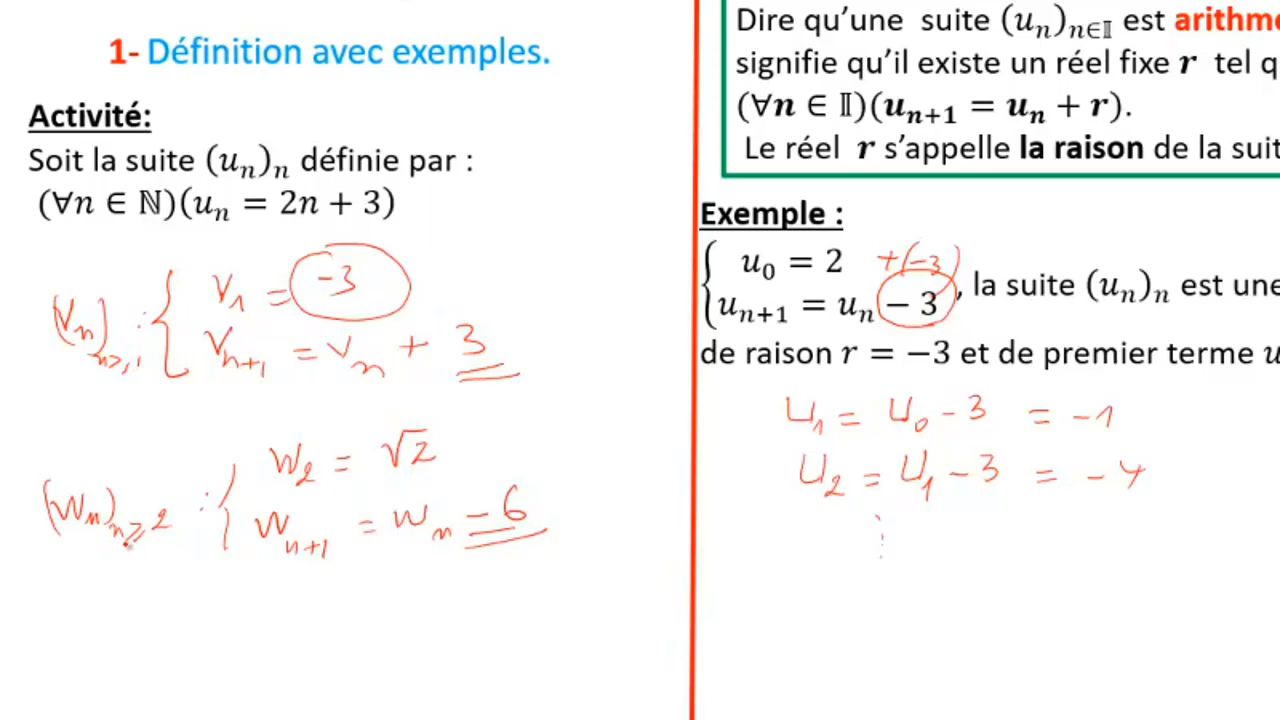 1- Définition avec exemples.
Activité:
Soit la suite (uₙ)ₙ définie par :
(∀n ∈ ℕ)(uₙ = 2n + 3)
(Vₙ)ₙ≥₁ : { V₁ = -3
Vₙ₊₁ = Vₙ + 3
(Wₙ)ₙ≥₂ : { W₂ = √2
Wₙ₊₁ = Wₙ - 6
Dire qu’une suite (uₙ)ₙ∈𝕀 est arithmé
signifie qu’il existe un réel fixe r tel q
(∀n ∈ 𝕀)(uₙ₊₁ = uₙ + r).
Le réel r s’appelle la raison de la suit
Exemple :
{ u₀ = 2 +(-3)
uₙ₊₁ = uₙ − 3 , la suite (uₙ)ₙ est une
de raison r = −3 et de premier terme u
U₁ = U₀ - 3 = -1
U₂ = U₁ - 3 = -4